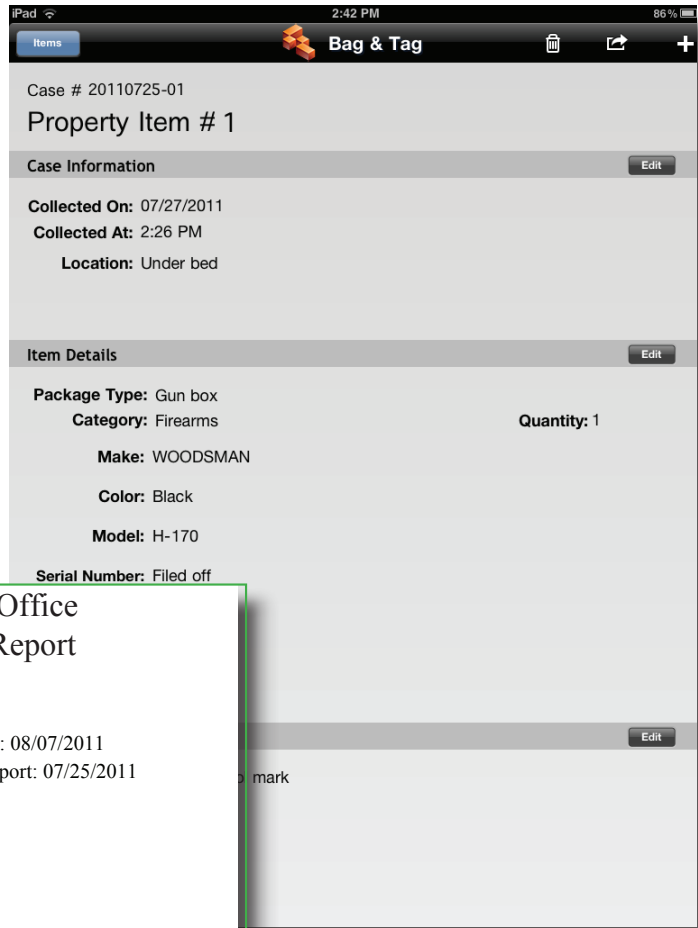 iPad 2:42 PM 86%
Items Bag & Tag
Case # 20110725-01
Property Item # 1
Case Information Edit
Collected On: 07/27/2011
Collected At: 2:26 PM
Location: Under bed
Item Details Edit
Package Type: Gun box
Category: Firearms Quantity: 1
Make: WOODSMAN
Color: Black
Model: H-170
Serial Number: Filed off
Office
Report
: 08/07/2011
port: 07/25/2011
Edit
mark